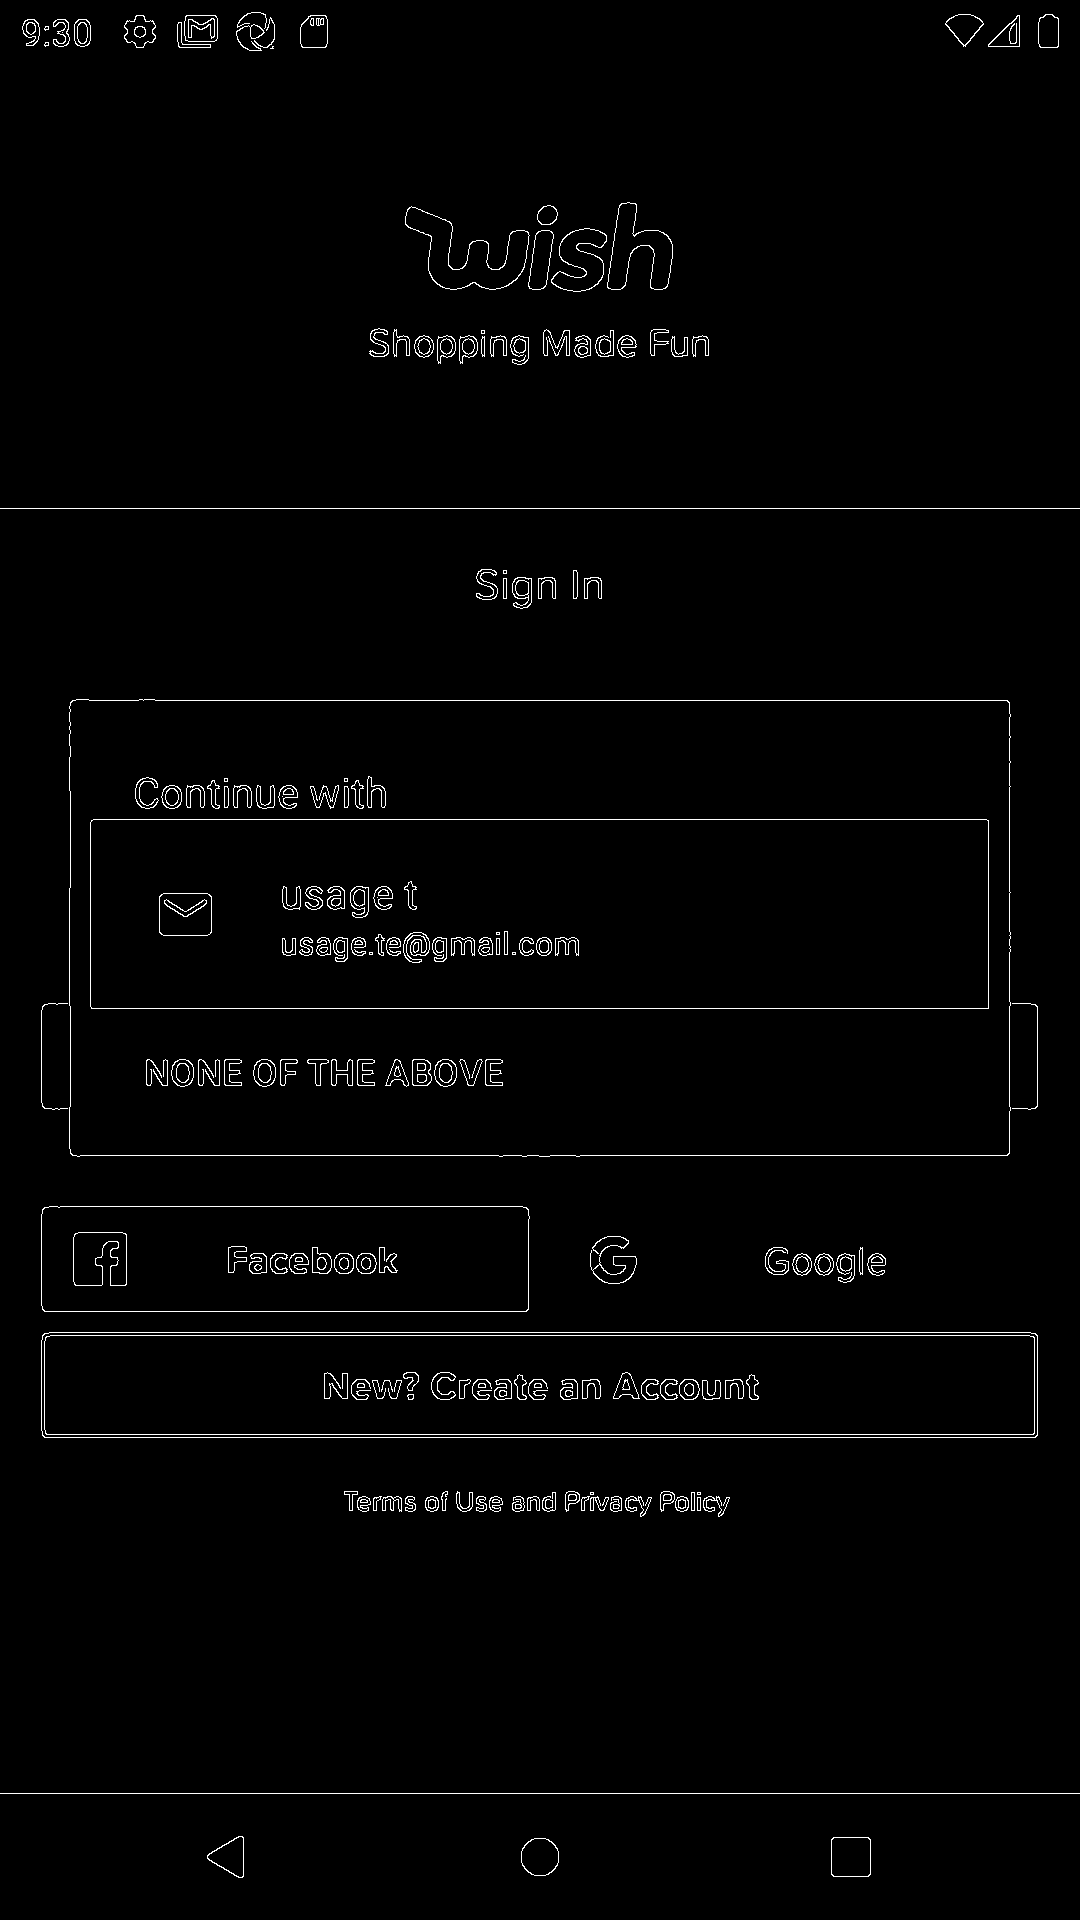 9:30
wish
Shopping Made Fun
Sign In
Continue with
usage t
usage.te@gmail.com
NONE OF THE ABOVE
Facebook
Google
New? Create an Account
Terms of Use and Privacy Policy